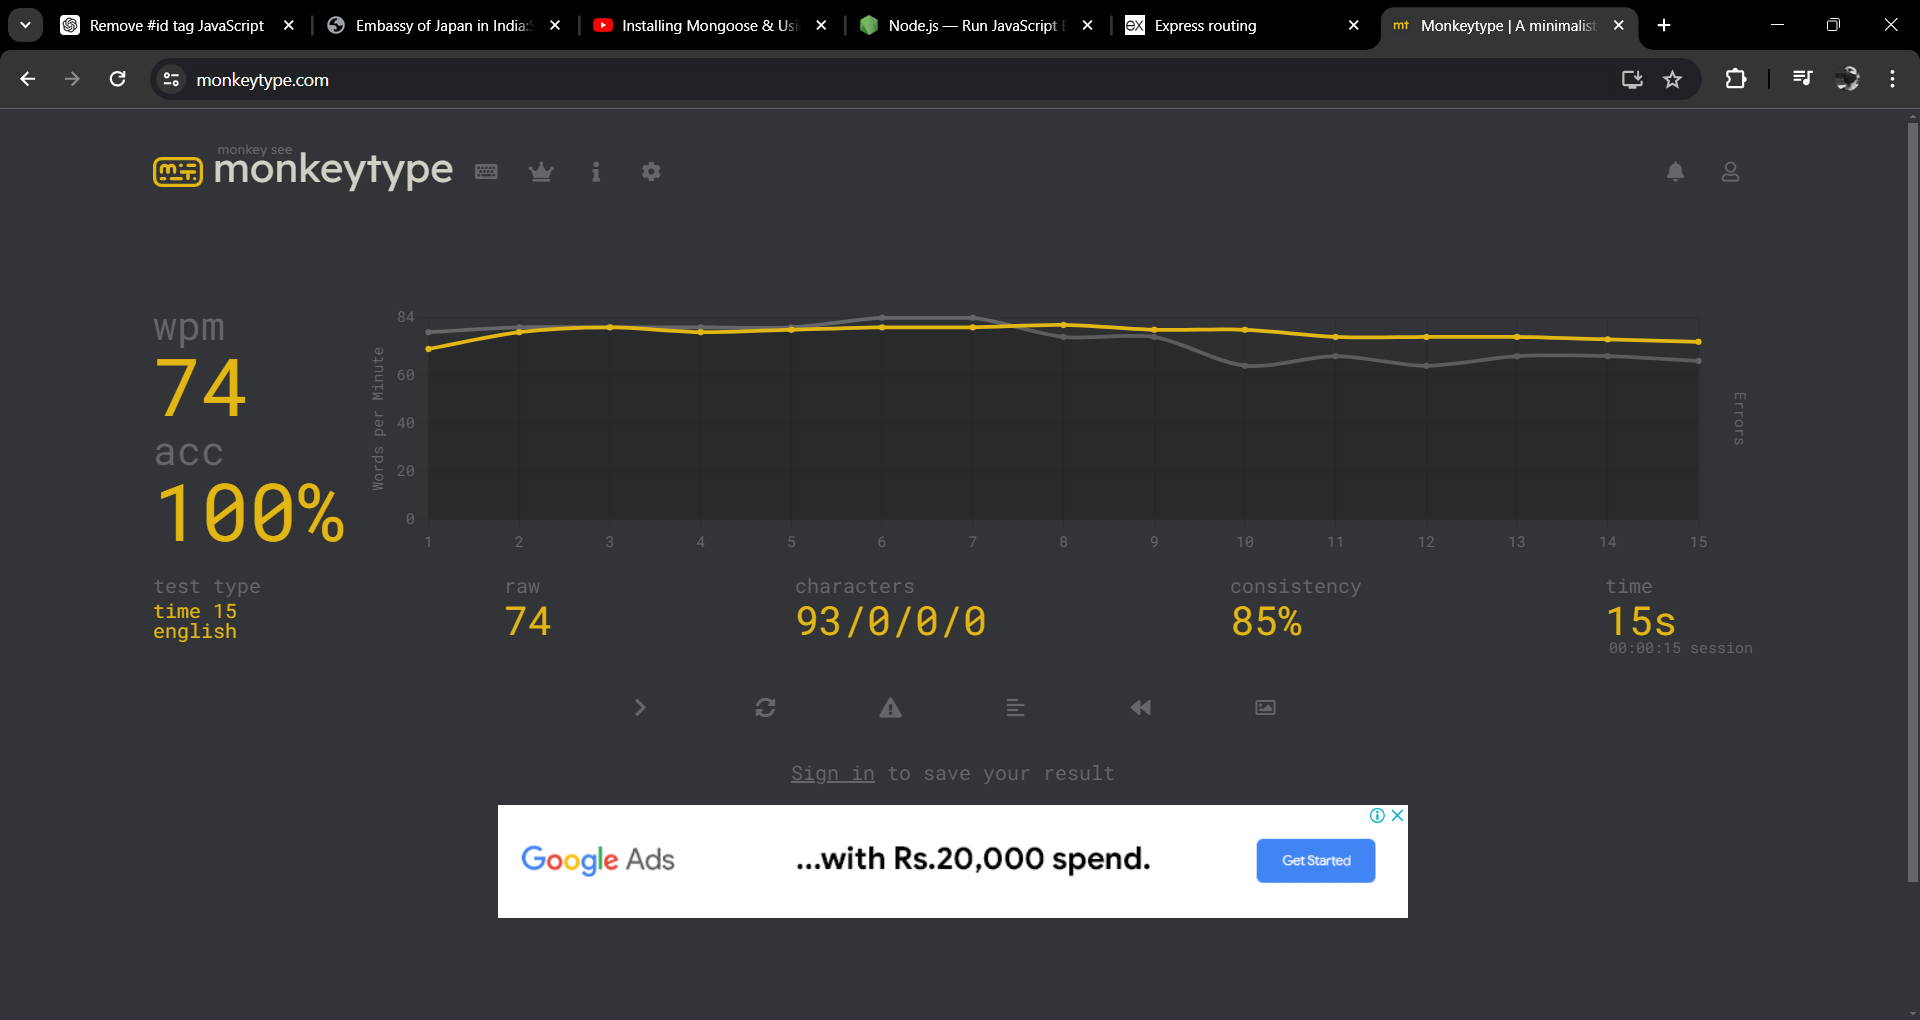 Remove #id tag JavaScript
Embassy of Japan in India:
Installing Mongoose & Usi
Node.js — Run JavaScript E
ex Express routing
mt Monkeytype | A minimalist
monkeytype.com
monkey see
mt monkeytype
wpm
74
acc
100%
Words per Minute
84
60
40
20
0
1 2 3 4 5 6 7 8 9 10 11 12 13 14 15
Errors
test type
time 15
english
raw
74
characters
93/0/0/0
consistency
85%
time
15s
00:00:15 session
Sign in to save your result
Google Ads
...with Rs.20,000 spend.
Get Started